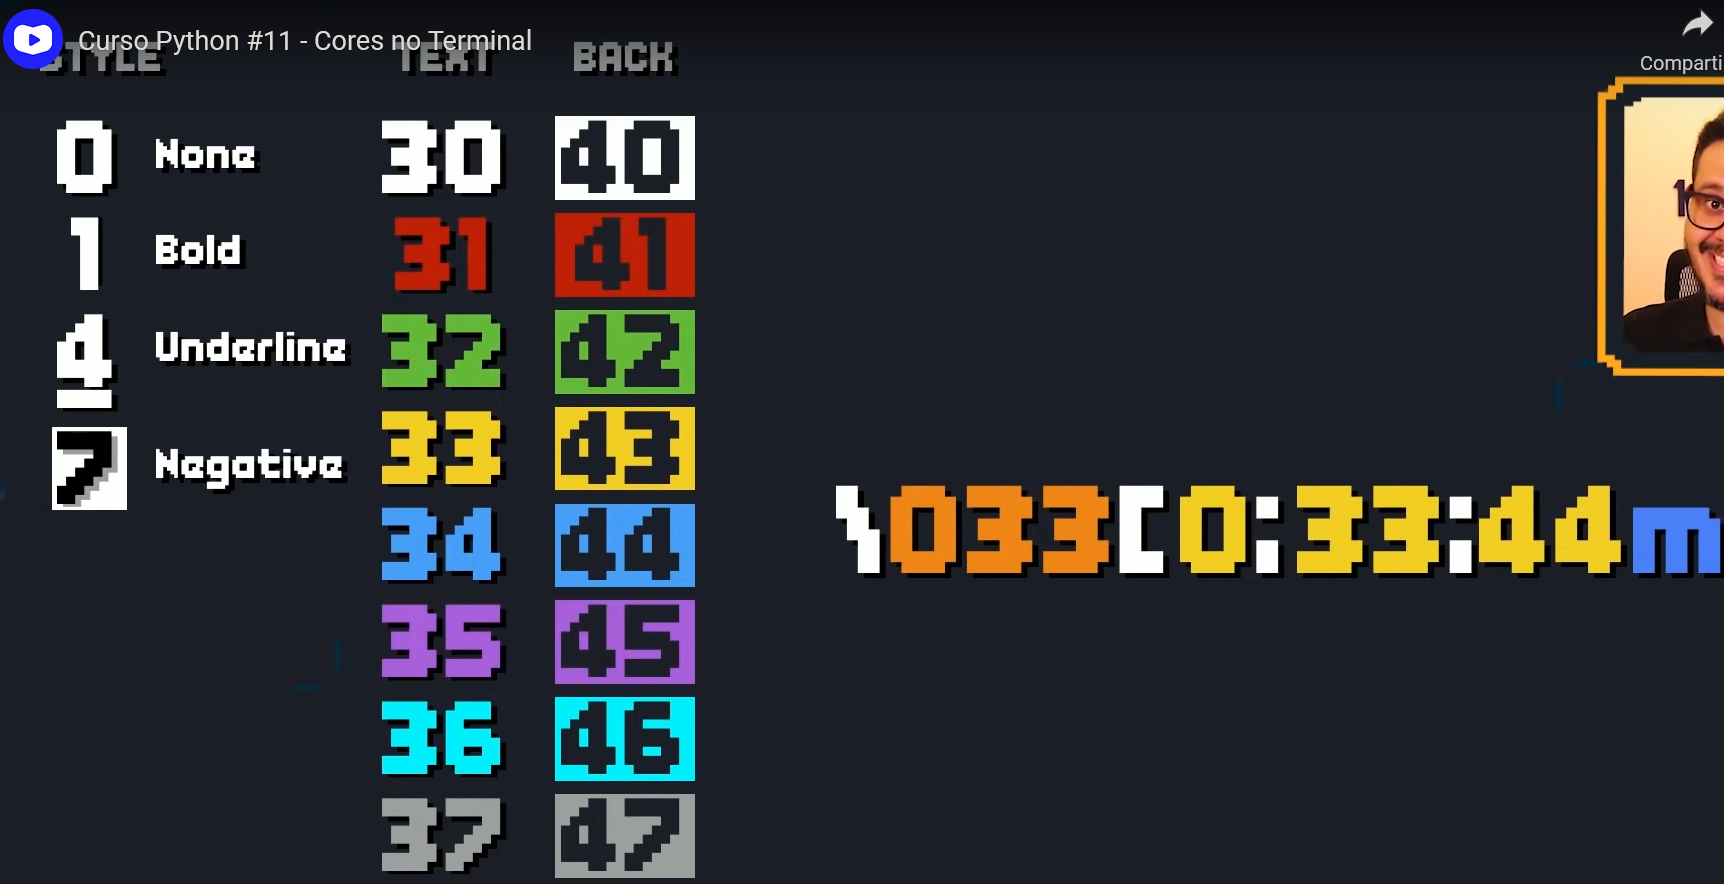 Curso Python #11 - Cores no Terminal
Comparti
STYLE TEXT BACK
0 None 30 40
1 Bold 31 41
4 Underline 32 42
7 Negative 33 43
34 44
\033[0;33;44m
35 45
36 46
37 47